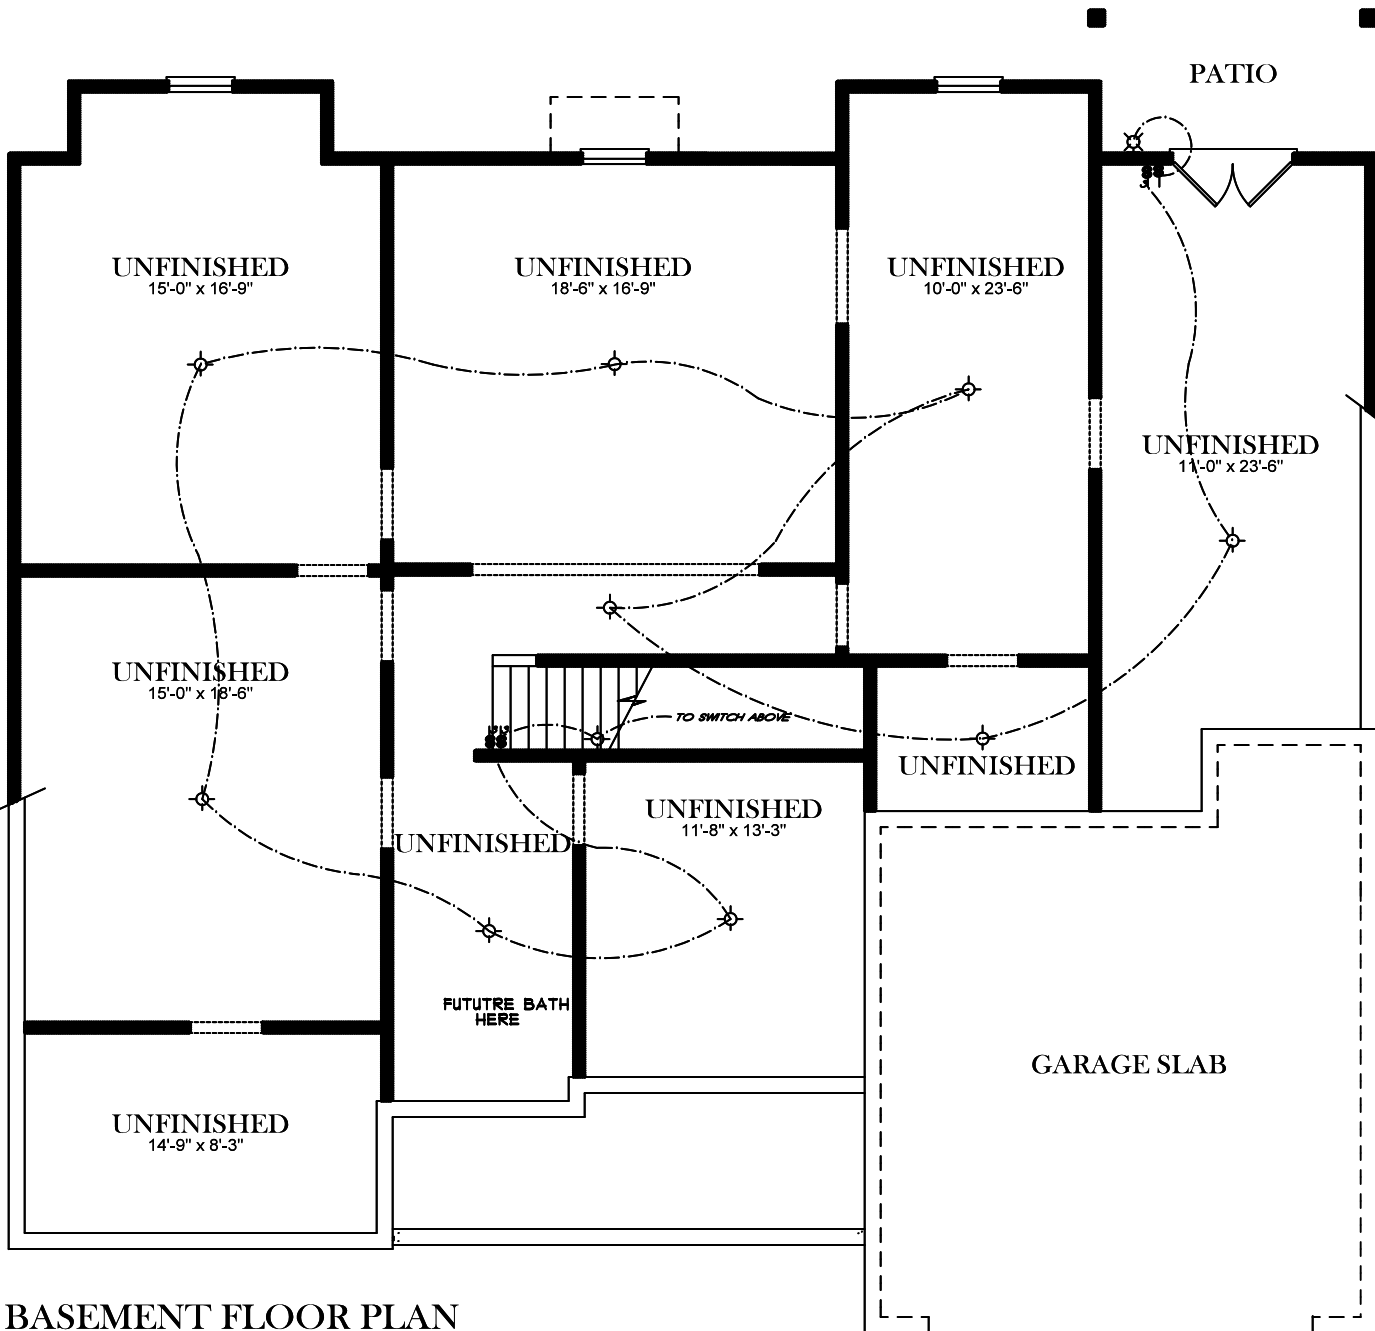 PATIO
UNFINISHED
15'-0" x 16'-9"
UNFINISHED
18'-6" x 16'-9"
UNFINISHED
10'-0" x 23'-6"
UNFINISHED
11'-0" x 23'-6"
UNFINISHED
15'-0" x 18'-6"
TO SWITCH ABOVE
UNFINISHED
UNFINISHED
11'-8" x 13'-3"
UNFINISHED
FUTUTRE BATH
HERE
GARAGE SLAB
UNFINISHED
14'-9" x 8'-3"
BASEMENT FLOOR PLAN